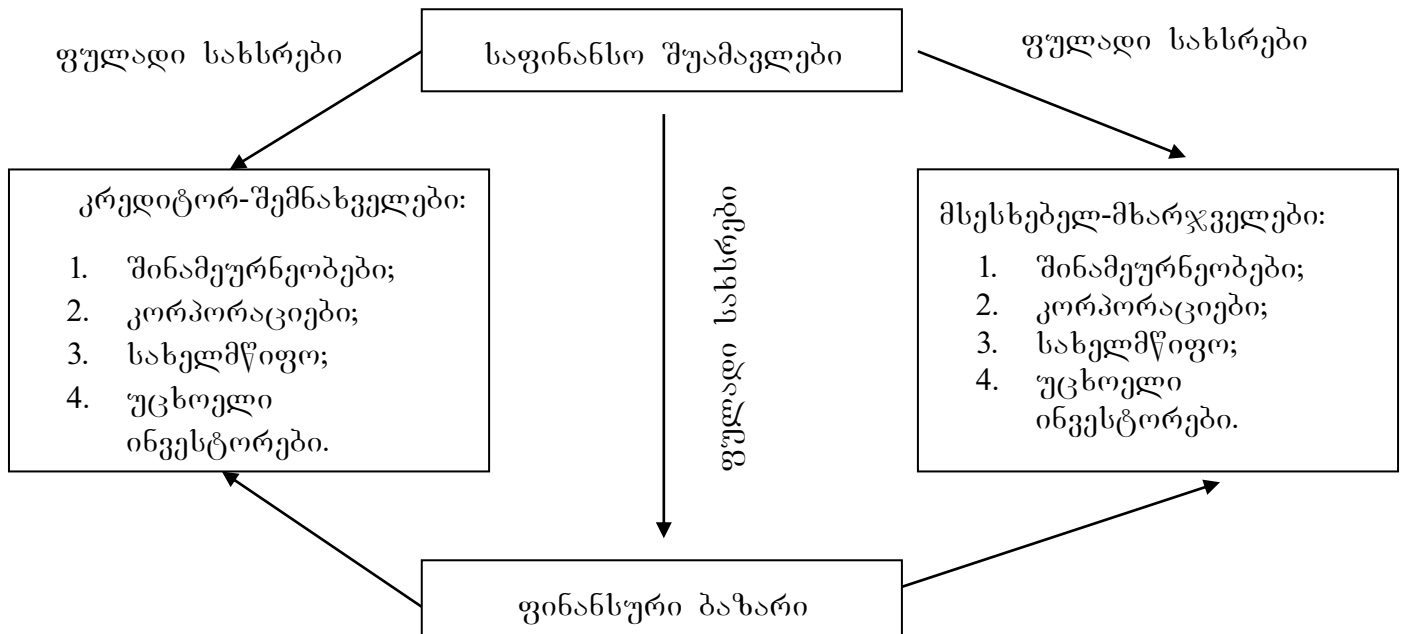 ფულადი სახსრები
საფინანსო შუამავლები
ფულადი სახსრები
კრედიტორ-შემნახველები:
1. შინამეურნეობები;
2. კორპორაციები;
3. სახელმწიფო;
4. უცხოელი
ინვესტორები.
ფულადი სახსრები
მსესხებელ-მხარჯველები:
1. შინამეურნეობები;
2. კორპორაციები;
3. სახელმწიფო;
4. უცხოელი
ინვესტორები.
ფინანსური ბაზარი